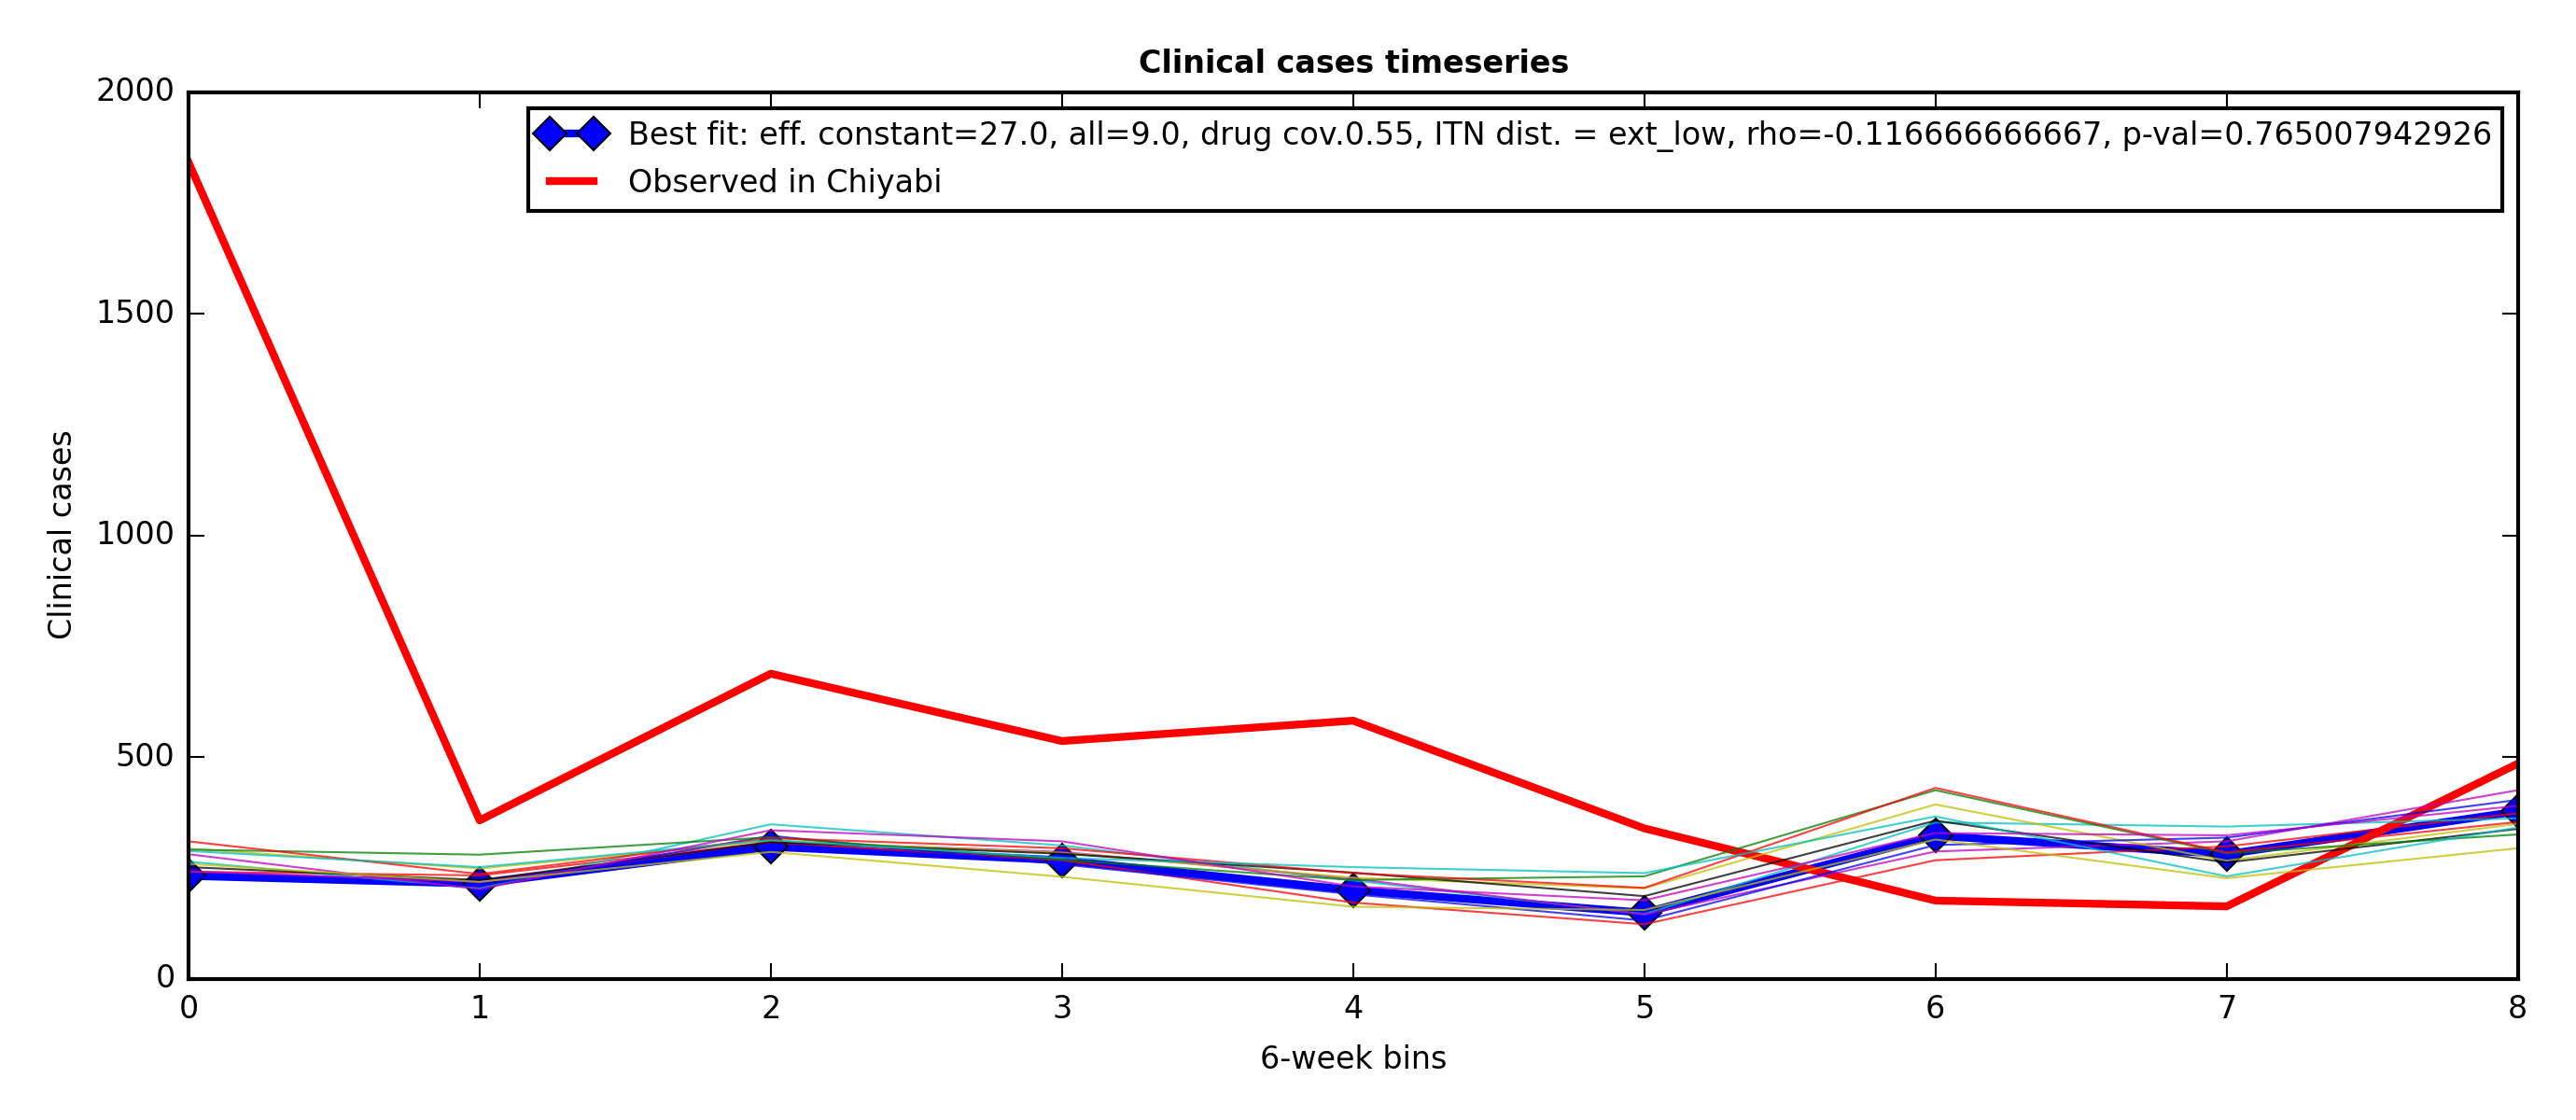 Clinical cases timeseries
2000
1500
1000
500
0
Clinical cases
Best fit: eff. constant=27.0, all=9.0, drug cov.0.55, ITN dist. = ext_low, rho=-0.116666666667, p-val=0.765007942926
Observed in Chiyabi
0 1 2 3 4 5 6 7 8
6-week bins